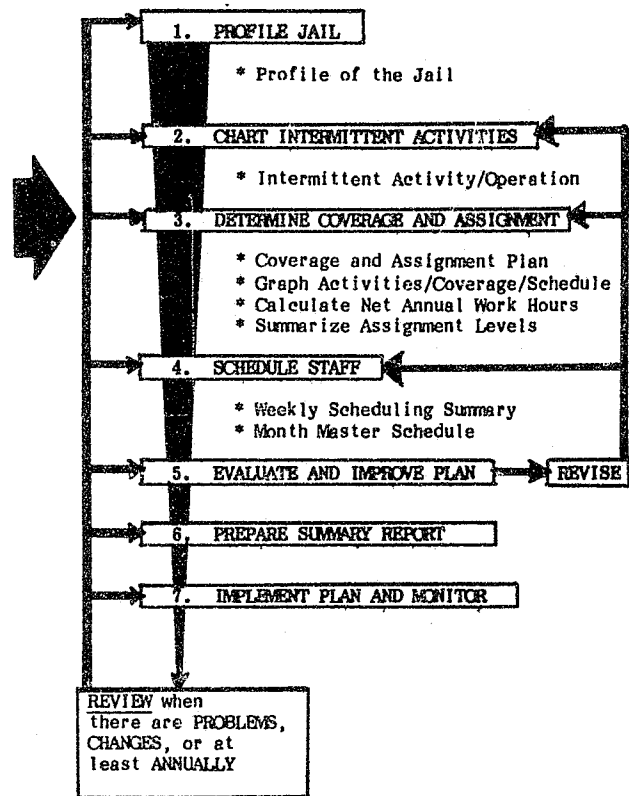 1. PROFILE JAIL
* Profile of the Jail
2. CHART INTERMITTENT ACTIVITIES
* Intermittent Activity/Operation
3. DETERMINE COVERAGE AND ASSIGNMENT
* Coverage and Assignment Plan
* Graph Activities/Coverage/Schedule
* Calculate Net Annual Work Hours
* Summarize Assignment Levels
4. SCHEDULE STAFF
* Weekly Scheduling Summary
* Month Master Schedule
5. EVALUATE AND IMPROVE PLAN
REVISE
6. PREPARE SUMMARY REPORT
7. IMPLEMENT PLAN AND MONITOR
REVIEW when
there are PROBLEMS,
CHANGES, or at
least ANNUALLY